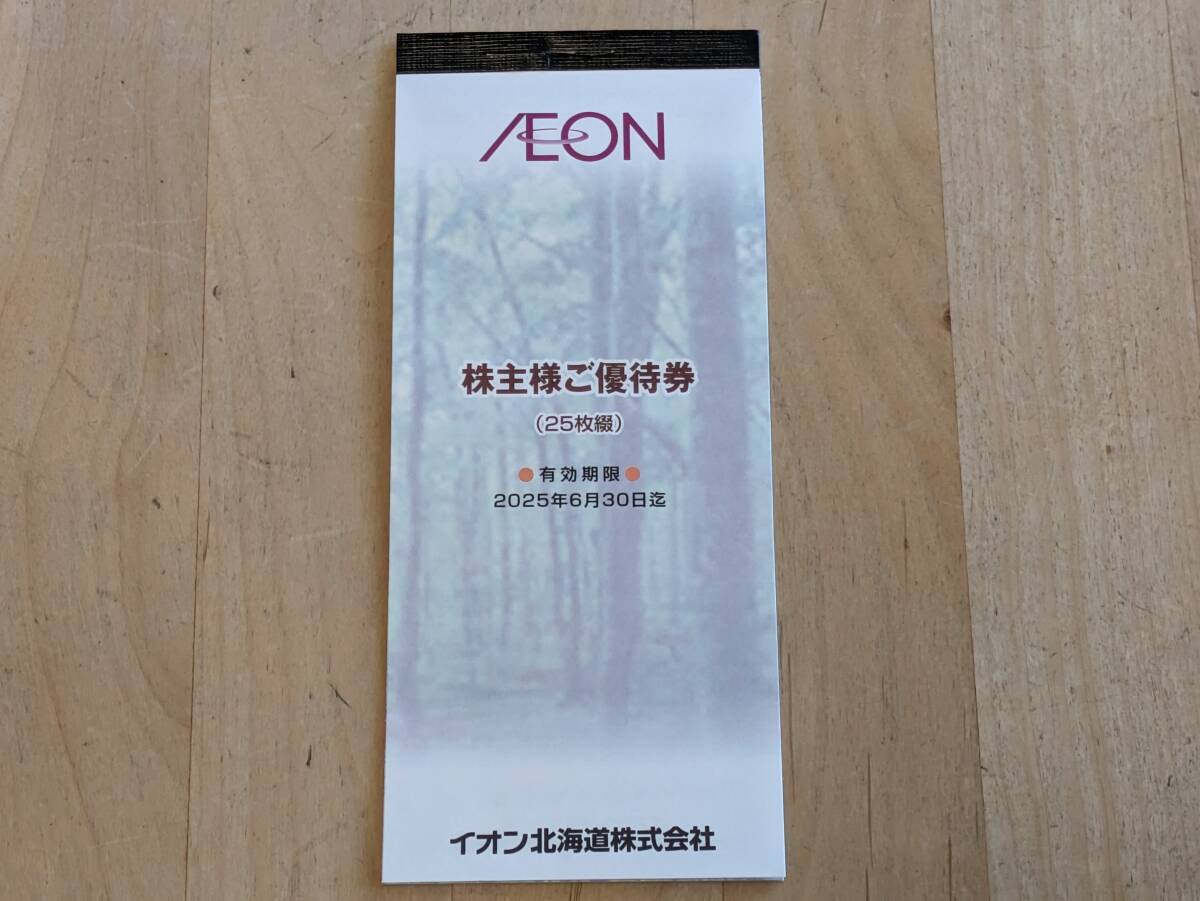 ÆON
株主様ご優待券
（25枚綴）
●有効期限●
2025年6月30日迄
イオン北海道株式会社